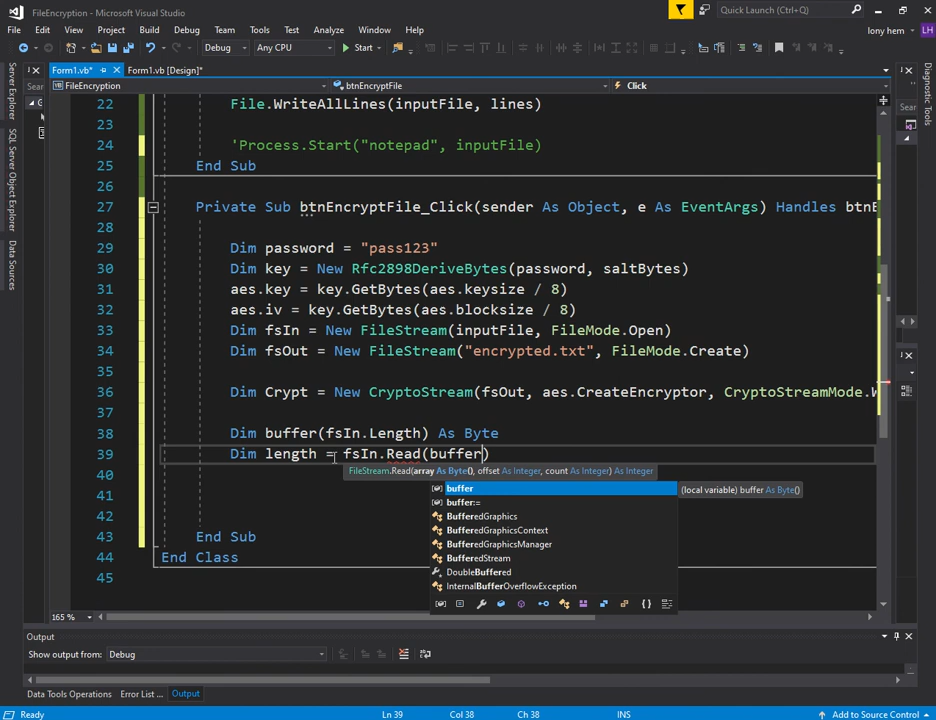 FileEncryption - Microsoft Visual Studio
Quick Launch (Ctrl+Q)
File Edit View Project Build Debug Team Tools Test Analyze Window Help
lony hem LH
Debug Any CPU Start
Form1.vb* Form1.vb [Design]*
FileEncryption btnEncryptFile Click
22 File.WriteAllLines(inputFile, lines)
23
24 'Process.Start("notepad", inputFile)
25 End Sub
26
27 Private Sub btnEncryptFile_Click(sender As Object, e As EventArgs) Handles btnE
28
29 Dim password = "pass123"
30 Dim key = New Rfc2898DeriveBytes(password, saltBytes)
31 aes.key = key.GetBytes(aes.keysize / 8)
32 aes.iv = key.GetBytes(aes.blocksize / 8)
33 Dim fsIn = New FileStream(inputFile, FileMode.Open)
34 Dim fsOut = New FileStream("encrypted.txt", FileMode.Create)
35
36 Dim Crypt = New CryptoStream(fsOut, aes.CreateEncryptor, CryptoStreamMode.W
37
38 Dim buffer(fsIn.Length) As Byte
39 Dim length = fsIn.Read(buffer)
FileStream.Read(array As Byte(), offset As Integer, count As Integer) As Integer
40
buffer
(local variable) buffer As Byte()
41
buffer:=
BufferedGraphics
42
BufferedGraphicsContext
43 End Sub
BufferedGraphicsManager
44 End Class
BufferedStream
DoubleBuffered
45
InternalBufferOverflowException
165 %
Output
Show output from: Debug
Data Tools Operations Error List ... Output
Ready Ln 39 Col 38 Ch 38 INS Add to Source Control
Server Explorer
SQL Server Object Explorer
Data Sources
Sear
G
Diagnostic Tools